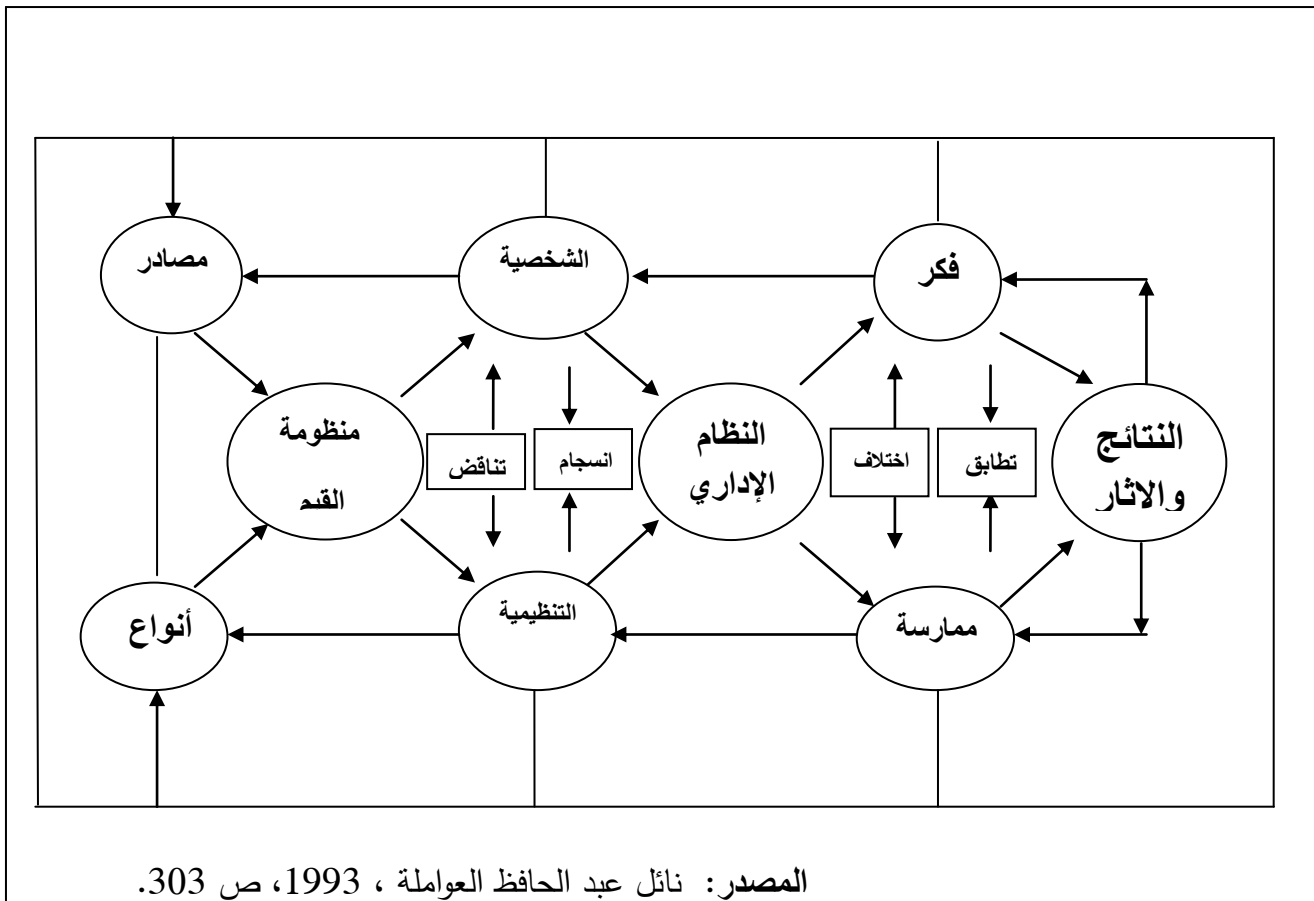 فكر
الشخصية
مصادر
النتائج
والاثار
تطابق
اختلاف
النظام
الإداري
انسجام
تناقض
منظومة
القيم
ممارسة
التنظيمية
أنواع
المصدر: نائل عبد الحافظ العواملة ، 1993، ص 303.